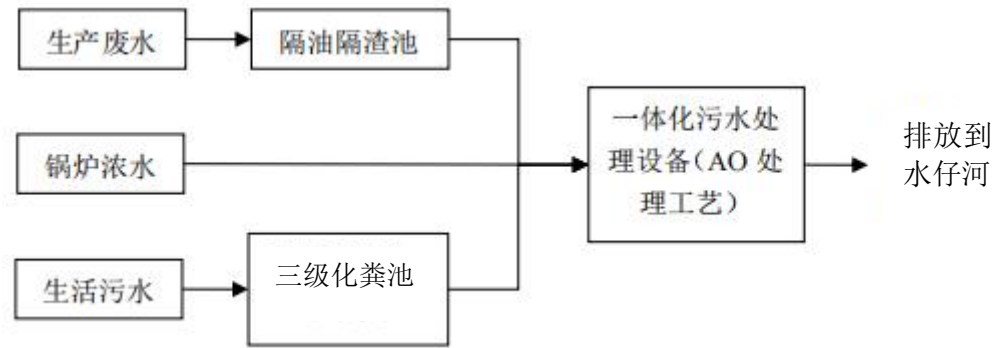 生产废水
隔油隔渣池
锅炉浓水
生活污水
三级化粪池
一体化污水处
理设备（AO 处
理工艺）
排放到
水仔河